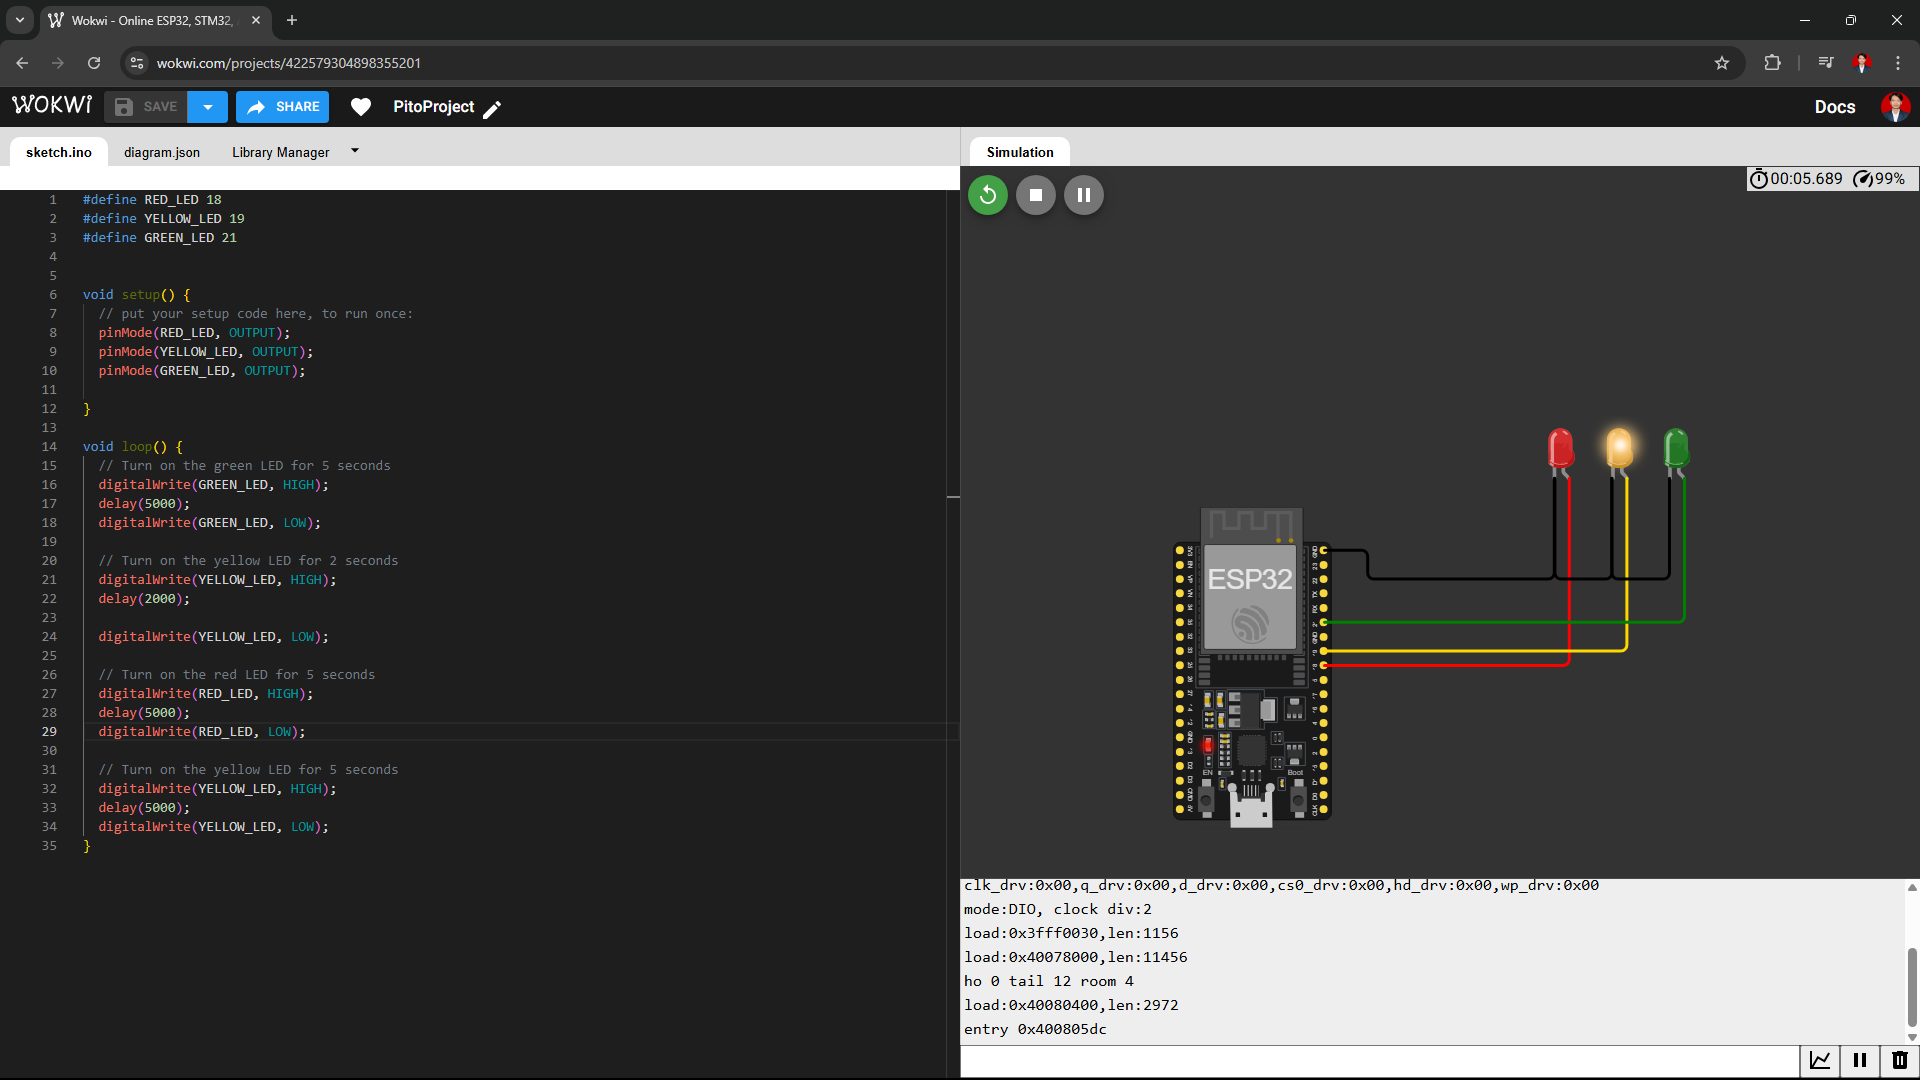 Wokwi - Online ESP32, STM32,
wokwi.com/projects/422579304898355201
WOKWI
SAVE
SHARE
PitoProject
Docs
sketch.ino
diagram.json
Library Manager
1 #define RED_LED 18
2 #define YELLOW_LED 19
3 #define GREEN_LED 21
4
5
6 void setup() {
7 // put your setup code here, to run once:
8 pinMode(RED_LED, OUTPUT);
9 pinMode(YELLOW_LED, OUTPUT);
10 pinMode(GREEN_LED, OUTPUT);
11
12 }
13
14 void loop() {
15 // Turn on the green LED for 5 seconds
16 digitalWrite(GREEN_LED, HIGH);
17 delay(5000);
18 digitalWrite(GREEN_LED, LOW);
19
20 // Turn on the yellow LED for 2 seconds
21 digitalWrite(YELLOW_LED, HIGH);
22 delay(2000);
23
24 digitalWrite(YELLOW_LED, LOW);
25
26 // Turn on the red LED for 5 seconds
27 digitalWrite(RED_LED, HIGH);
28 delay(5000);
29 digitalWrite(RED_LED, LOW);
30
31 // Turn on the yellow LED for 5 seconds
32 digitalWrite(YELLOW_LED, HIGH);
33 delay(5000);
34 digitalWrite(YELLOW_LED, LOW);
35 }
Simulation
00:05.689
99%
ESP32
EN
Boot
clk_drv:0x00,q_drv:0x00,d_drv:0x00,cs0_drv:0x00,hd_drv:0x00,wp_drv:0x00
mode:DIO, clock div:2
load:0x3fff0030,len:1156
load:0x40078000,len:11456
ho 0 tail 12 room 4
load:0x40080400,len:2972
entry 0x400805dc